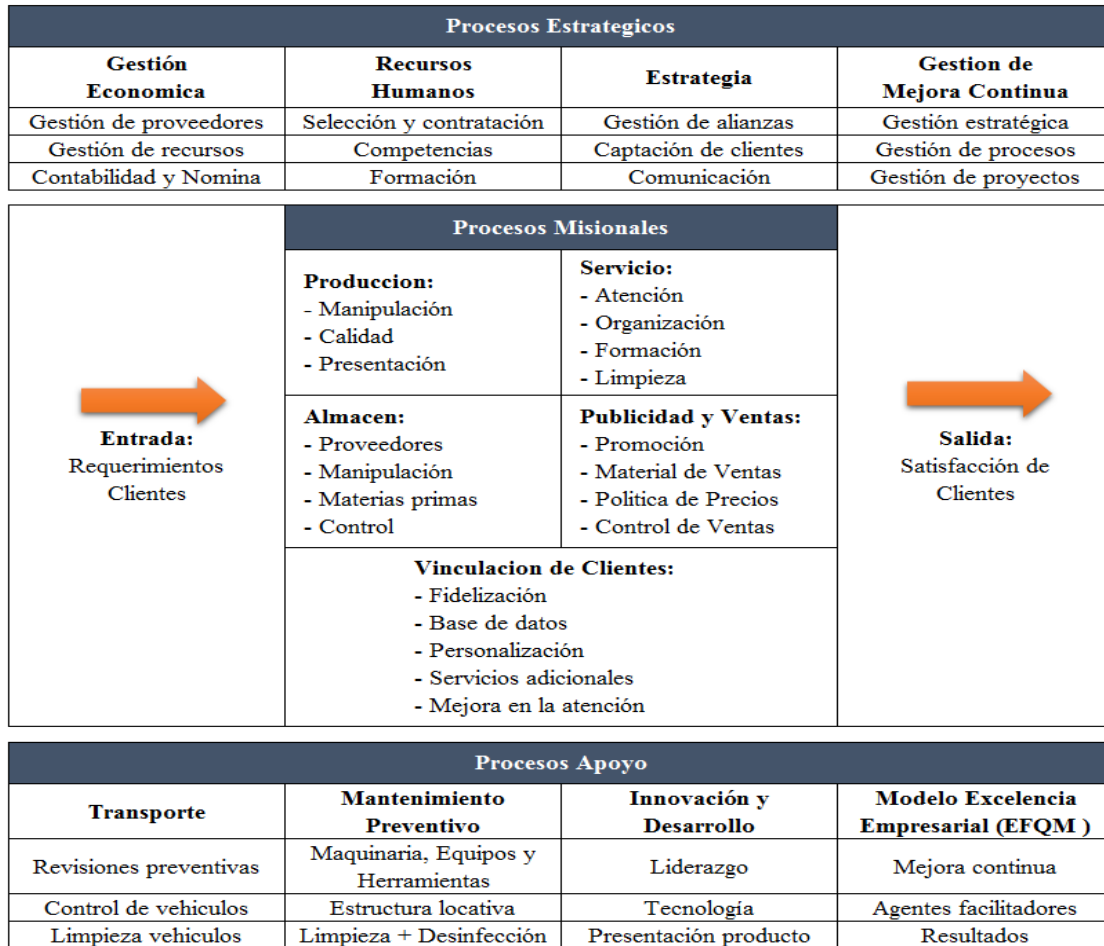 Procesos Estrategicos
Gestión
Economica
Recursos
Humanos
Estrategia
Gestion de
Mejora Continua
Gestión de proveedores
Selección y contratación
Gestión de alianzas
Gestión estratégica
Gestión de recursos
Competencias
Captación de clientes
Gestión de procesos
Contabilidad y Nomina
Formación
Comunicación
Gestión de proyectos
Entrada:
Requerimientos
Clientes
Procesos Misionales
Produccion:
- Manipulación
- Calidad
- Presentación
Servicio:
- Atención
- Organización
- Formación
- Limpieza
Almacen:
- Proveedores
- Manipulación
- Materias primas
- Control
Publicidad y Ventas:
- Promoción
- Material de Ventas
- Politica de Precios
- Control de Ventas
Vinculacion de Clientes:
- Fidelización
- Base de datos
- Personalización
- Servicios adicionales
- Mejora en la atención
Salida:
Satisfacción de
Clientes
Procesos Apoyo
Transporte
Mantenimiento
Preventivo
Innovación y
Desarrollo
Modelo Excelencia
Empresarial (EFQM )
Revisiones preventivas
Maquinaria, Equipos y
Herramientas
Liderazgo
Mejora continua
Control de vehiculos
Estructura locativa
Tecnología
Agentes facilitadores
Limpieza vehiculos
Limpieza + Desinfección
Presentación producto
Resultados